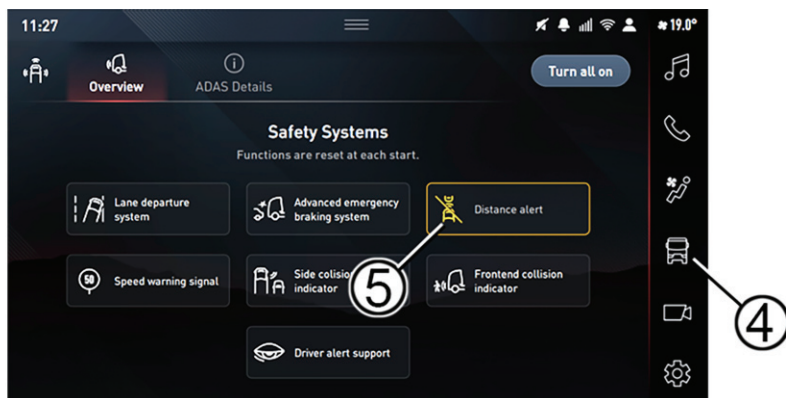 11:27
19.0°
Overview
ADAS Details
Turn all on
Safety Systems
Functions are reset at each start.
Lane departure
system
Advanced emergency
braking system
Distance alert
50
Speed warning signal
Side colision
indicator
Frontend collision
indicator
Driver alert support
5
4